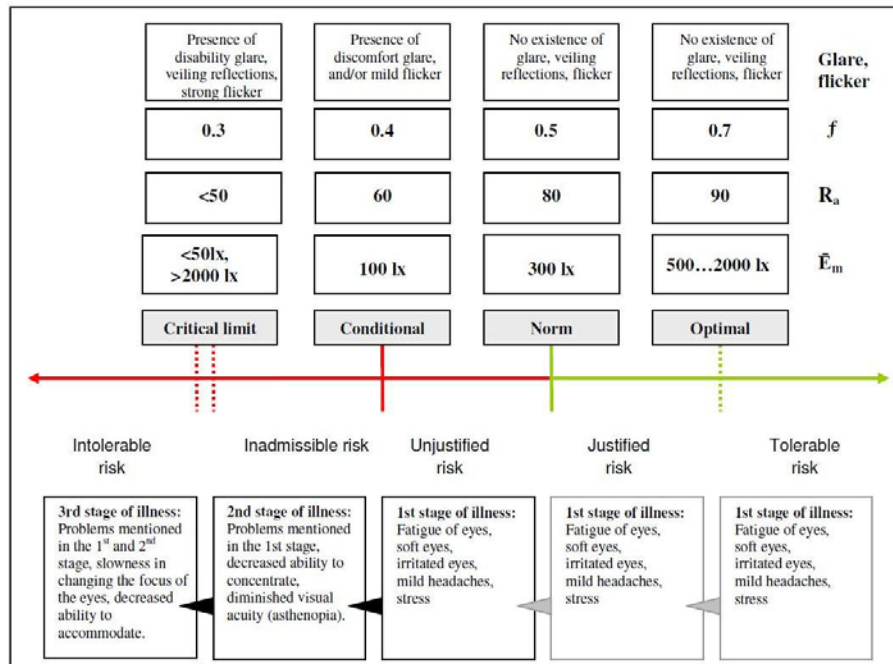 Presence of
disability glare,
veiling reflections,
strong flicker
Presence of
discomfort glare,
and/or mild flicker
No existence of
glare, veiling
reflections, flicker
No existence of
glare, veiling
reflections, flicker
Glare,
flicker
0.3
0.4
0.5
0.7
f
<50
60
80
90
Rₐ
<50lx,
>2000 lx
100 lx
300 lx
500…2000 lx
Ēₘ
Critical limit
Conditional
Norm
Optimal
Intolerable
risk
Inadmissible risk
Unjustified
risk
Justified
risk
Tolerable
risk
3rd stage of illness:
Problems mentioned
in the 1st and 2nd
stage, slowness in
changing the focus of
the eyes, decreased
ability to
accommodate.
2nd stage of illness:
Problems mentioned
in the 1st stage,
decreased ability to
concentrate,
diminished visual
acuity (asthenopia).
1st stage of illness:
Fatigue of eyes,
soft eyes,
irritated eyes,
mild headaches,
stress
1st stage of illness:
Fatigue of eyes,
soft eyes,
irritated eyes,
mild headaches,
stress
1st stage of illness:
Fatigue of eyes,
soft eyes,
irritated eyes,
mild headaches,
stress